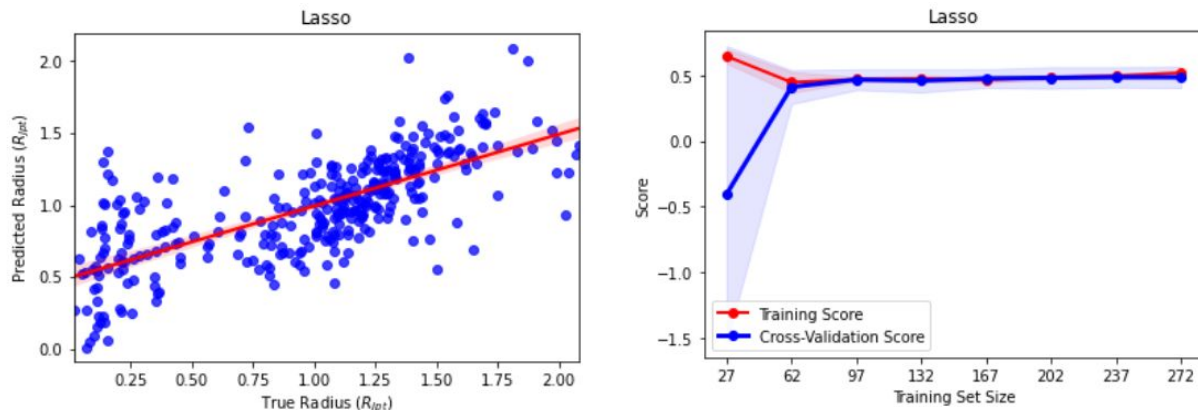 Lasso
Predicted Radius (R_Jpt)
2.0
1.5
1.0
0.5
0.0
0.25 0.50 0.75 1.00 1.25 1.50 1.75 2.00
True Radius (R_Jpt)
Lasso
Score
0.5
0.0
−0.5
−1.0
−1.5
Training Score
Cross-Validation Score
27 62 97 132 167 202 237 272
Training Set Size